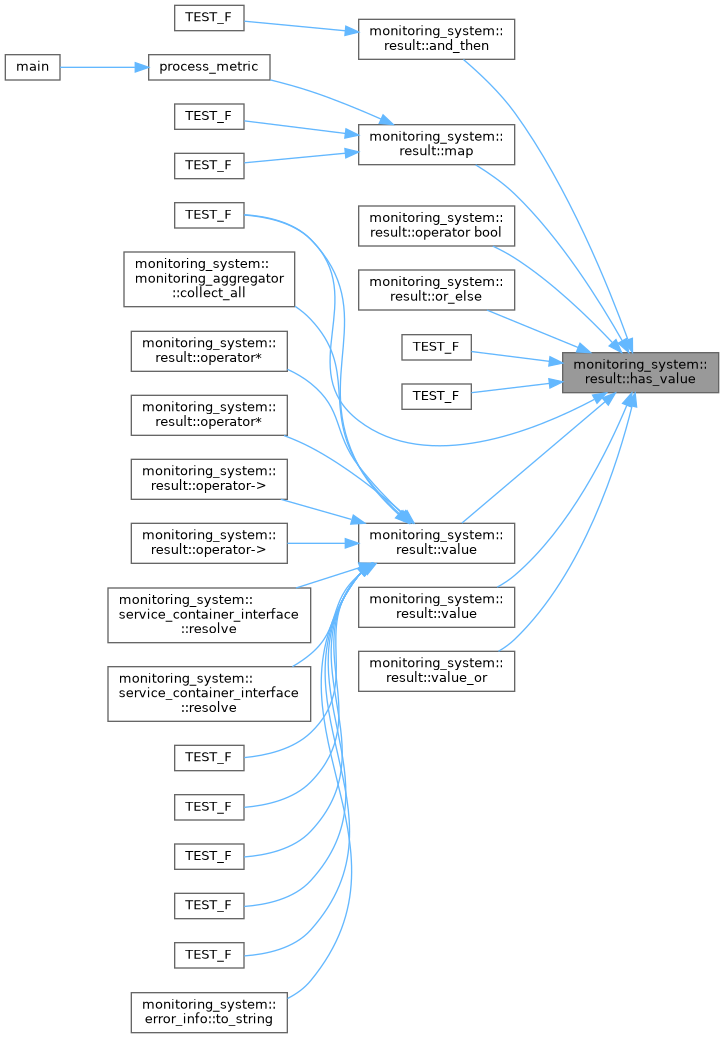 TEST_F
monitoring_system::
result::and_then
main
process_metric
TEST_F
monitoring_system::
result::map
TEST_F
TEST_F
monitoring_system::
result::operator bool
monitoring_system::
monitoring_aggregator
::collect_all
monitoring_system::
result::or_else
monitoring_system::
result::operator*
TEST_F
monitoring_system::
result::has_value
TEST_F
monitoring_system::
result::operator*
monitoring_system::
result::operator->
monitoring_system::
result::operator->
monitoring_system::
result::value
monitoring_system::
service_container_interface
::resolve
monitoring_system::
result::value
monitoring_system::
service_container_interface
::resolve
monitoring_system::
result::value_or
TEST_F
TEST_F
TEST_F
TEST_F
TEST_F
monitoring_system::
error_info::to_string